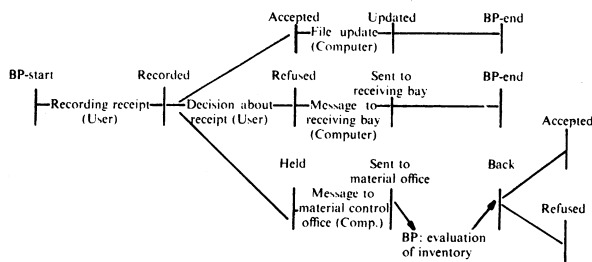 Accepted Updated BP-end
File update
(Computer)
BP-start Recorded Refused Sent to
receiving bay BP-end
Recording receipt
(User)
Decision about
receipt (User)
Message to
receiving bay
(Computer)
Accepted
Held Sent to
material office Back
Message to
material control
office (Comp.)
Refused
BP: evaluation
of inventory